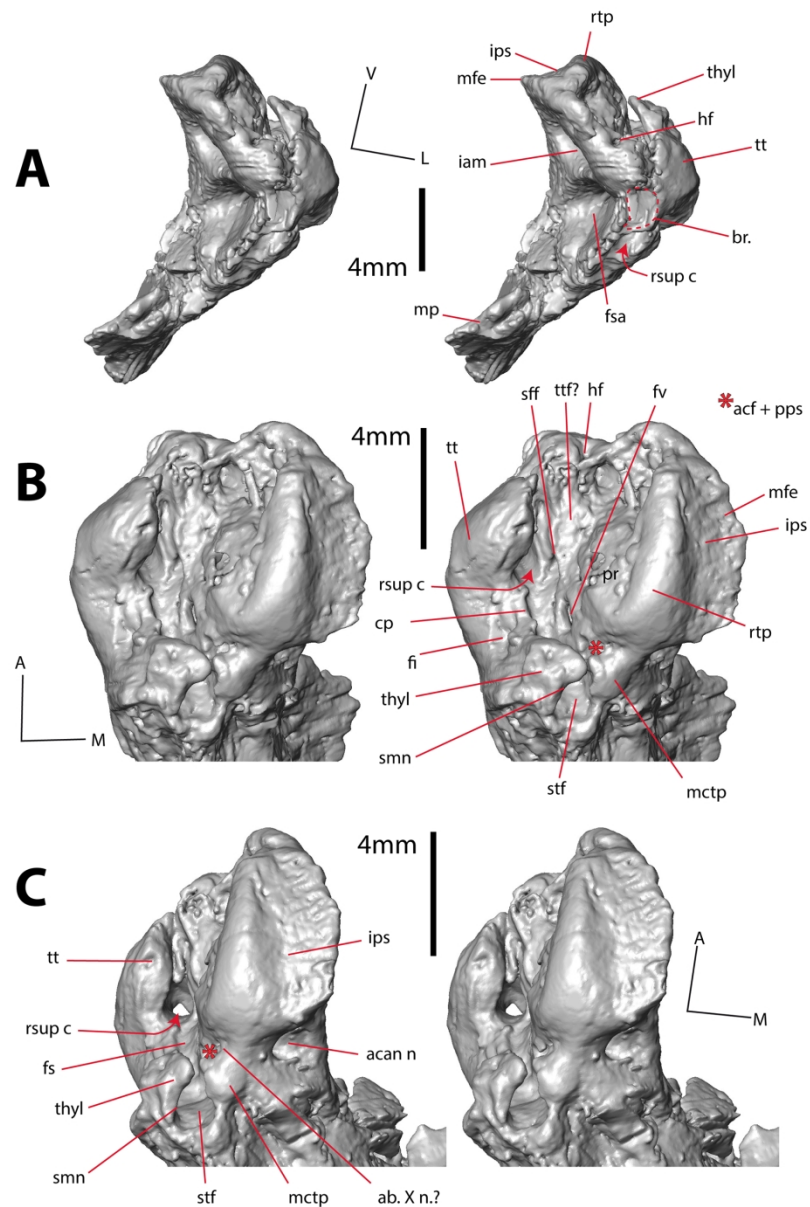 rtp
ips
mfe
thyl
V
hf
tt
L
A
iam
4mm
br.
rsup c
mp
fsa
sff
ttf?
hf
fv
acf + pps
4mm
tt
B
mfe
ips
rsup c
pr
cp
rtp
A
fi
thyl
M
smn
stf
mctp
4mm
C
ips
tt
A
M
rsup c
acan n
fs
thyl
smn
stf
mctp
ab. X n.?